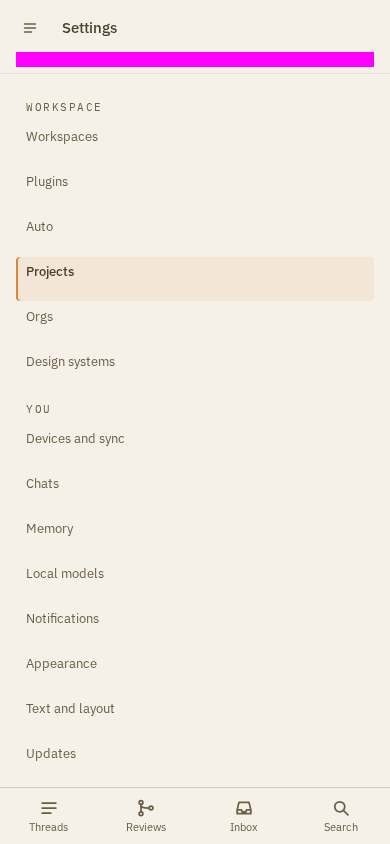 Settings
WORKSPACE
Workspaces
Plugins
Auto
Projects
Orgs
Design systems
YOU
Devices and sync
Chats
Memory
Local models
Notifications
Appearance
Text and layout
Updates
Threads
Reviews
Inbox
Search